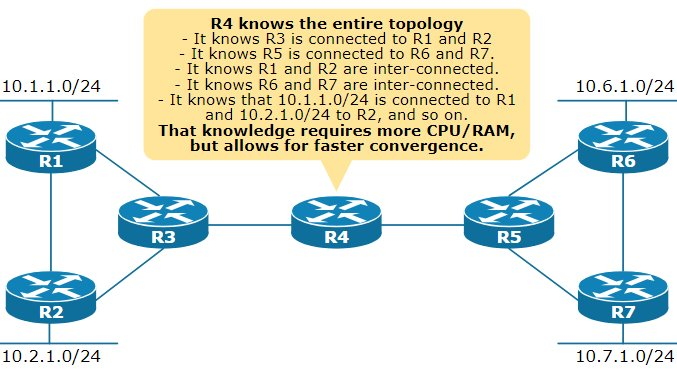 R4 knows the entire topology
- It knows R3 is connected to R1 and R2
- It knows R5 is connected to R6 and R7.
- It knows R1 and R2 are inter-connected.
- It knows R6 and R7 are inter-connected.
- It knows that 10.1.1.0/24 is connected to R1
and 10.2.1.0/24 to R2, and so on.
That knowledge requires more CPU/RAM,
but allows for faster convergence.
10.1.1.0/24
10.6.1.0/24
R1
R6
R3
R4
R5
R2
R7
10.2.1.0/24
10.7.1.0/24